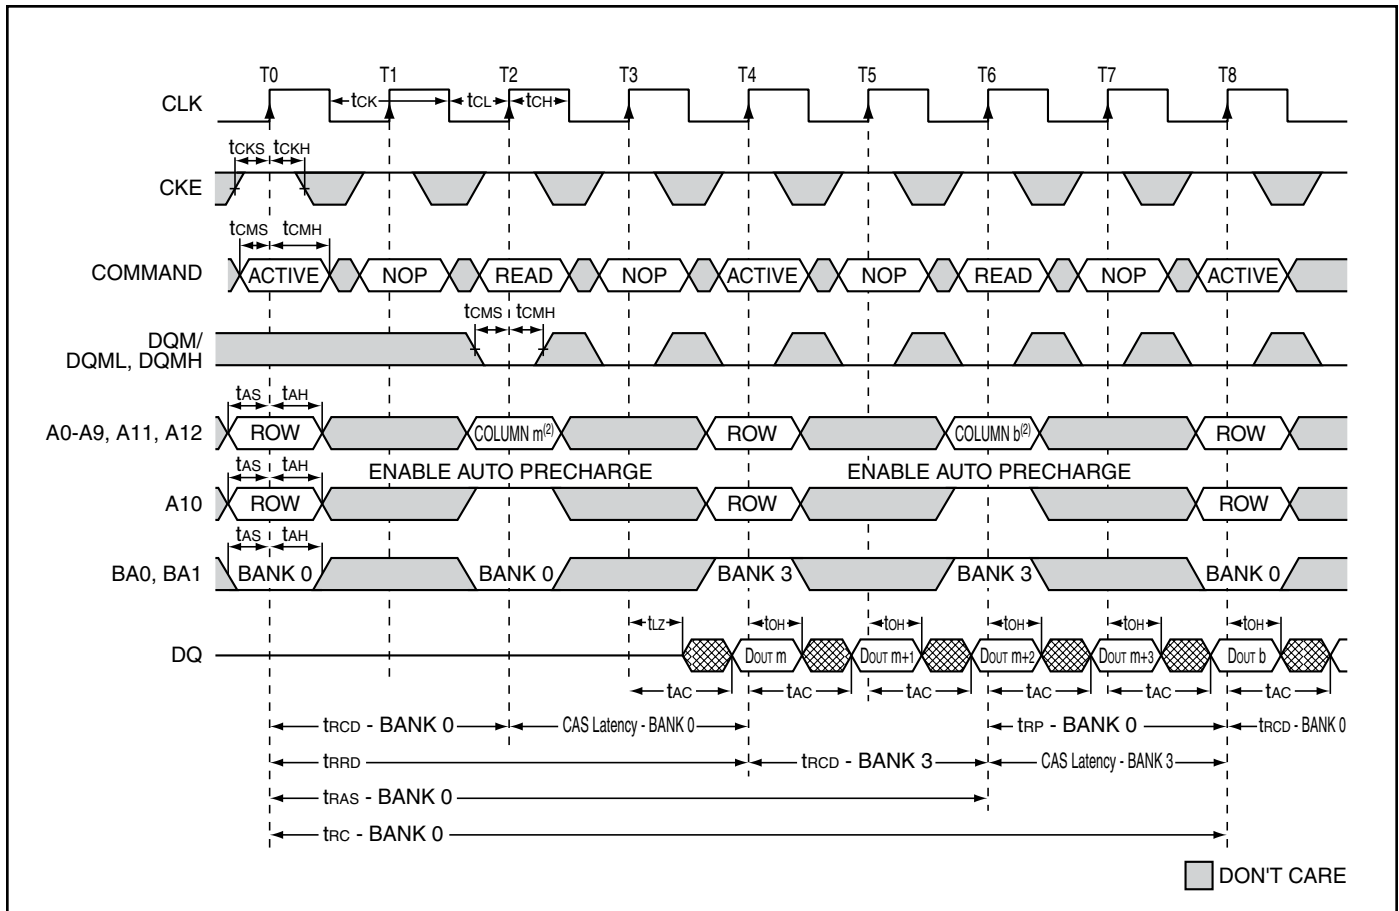 T0 T1 T2 T3 T4 T5 T6 T7 T8
CLK tCK tCL tCH
tCKS tCKH
CKE
tCMS tCMH
COMMAND ACTIVE NOP READ NOP ACTIVE NOP READ NOP ACTIVE
tCMS tCMH
DQM/
DQML, DQMH
tAS tAH
A0-A9, A11, A12 ROW COLUMN m(2) ROW COLUMN b(2) ROW
tAS tAH ENABLE AUTO PRECHARGE ENABLE AUTO PRECHARGE
A10 ROW ROW ROW
tAS tAH
BA0, BA1 BANK 0 BANK 0 BANK 3 BANK 3 BANK 0
tLZ tOH tOH tOH tOH tOH
DQ DOUT m DOUT m+1 DOUT m+2 DOUT m+3 DOUT b
tAC tAC tAC tAC tAC tAC
tRCD - BANK 0 CAS Latency - BANK 0 tRP - BANK 0 tRCD - BANK 0
tRRD tRCD - BANK 3 CAS Latency - BANK 3
tRAS - BANK 0
tRC - BANK 0
DON'T CARE